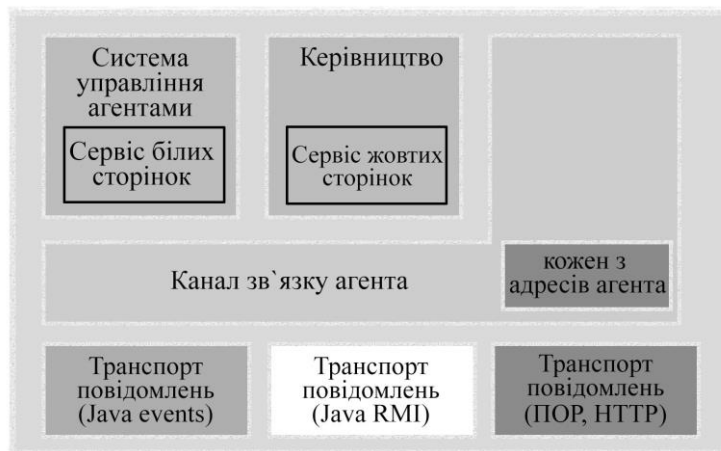 Система
управління
агентами
Сервіс білих
сторінок
Керівництво
Сервіс жовтих
сторінок
Канал зв`язку агента
кожен з
адресів агента
Транспорт
повідомлень
(Java events)
Транспорт
повідомлень
(Java RMI)
Транспорт
повідомлень
(ПОР, HTTP)